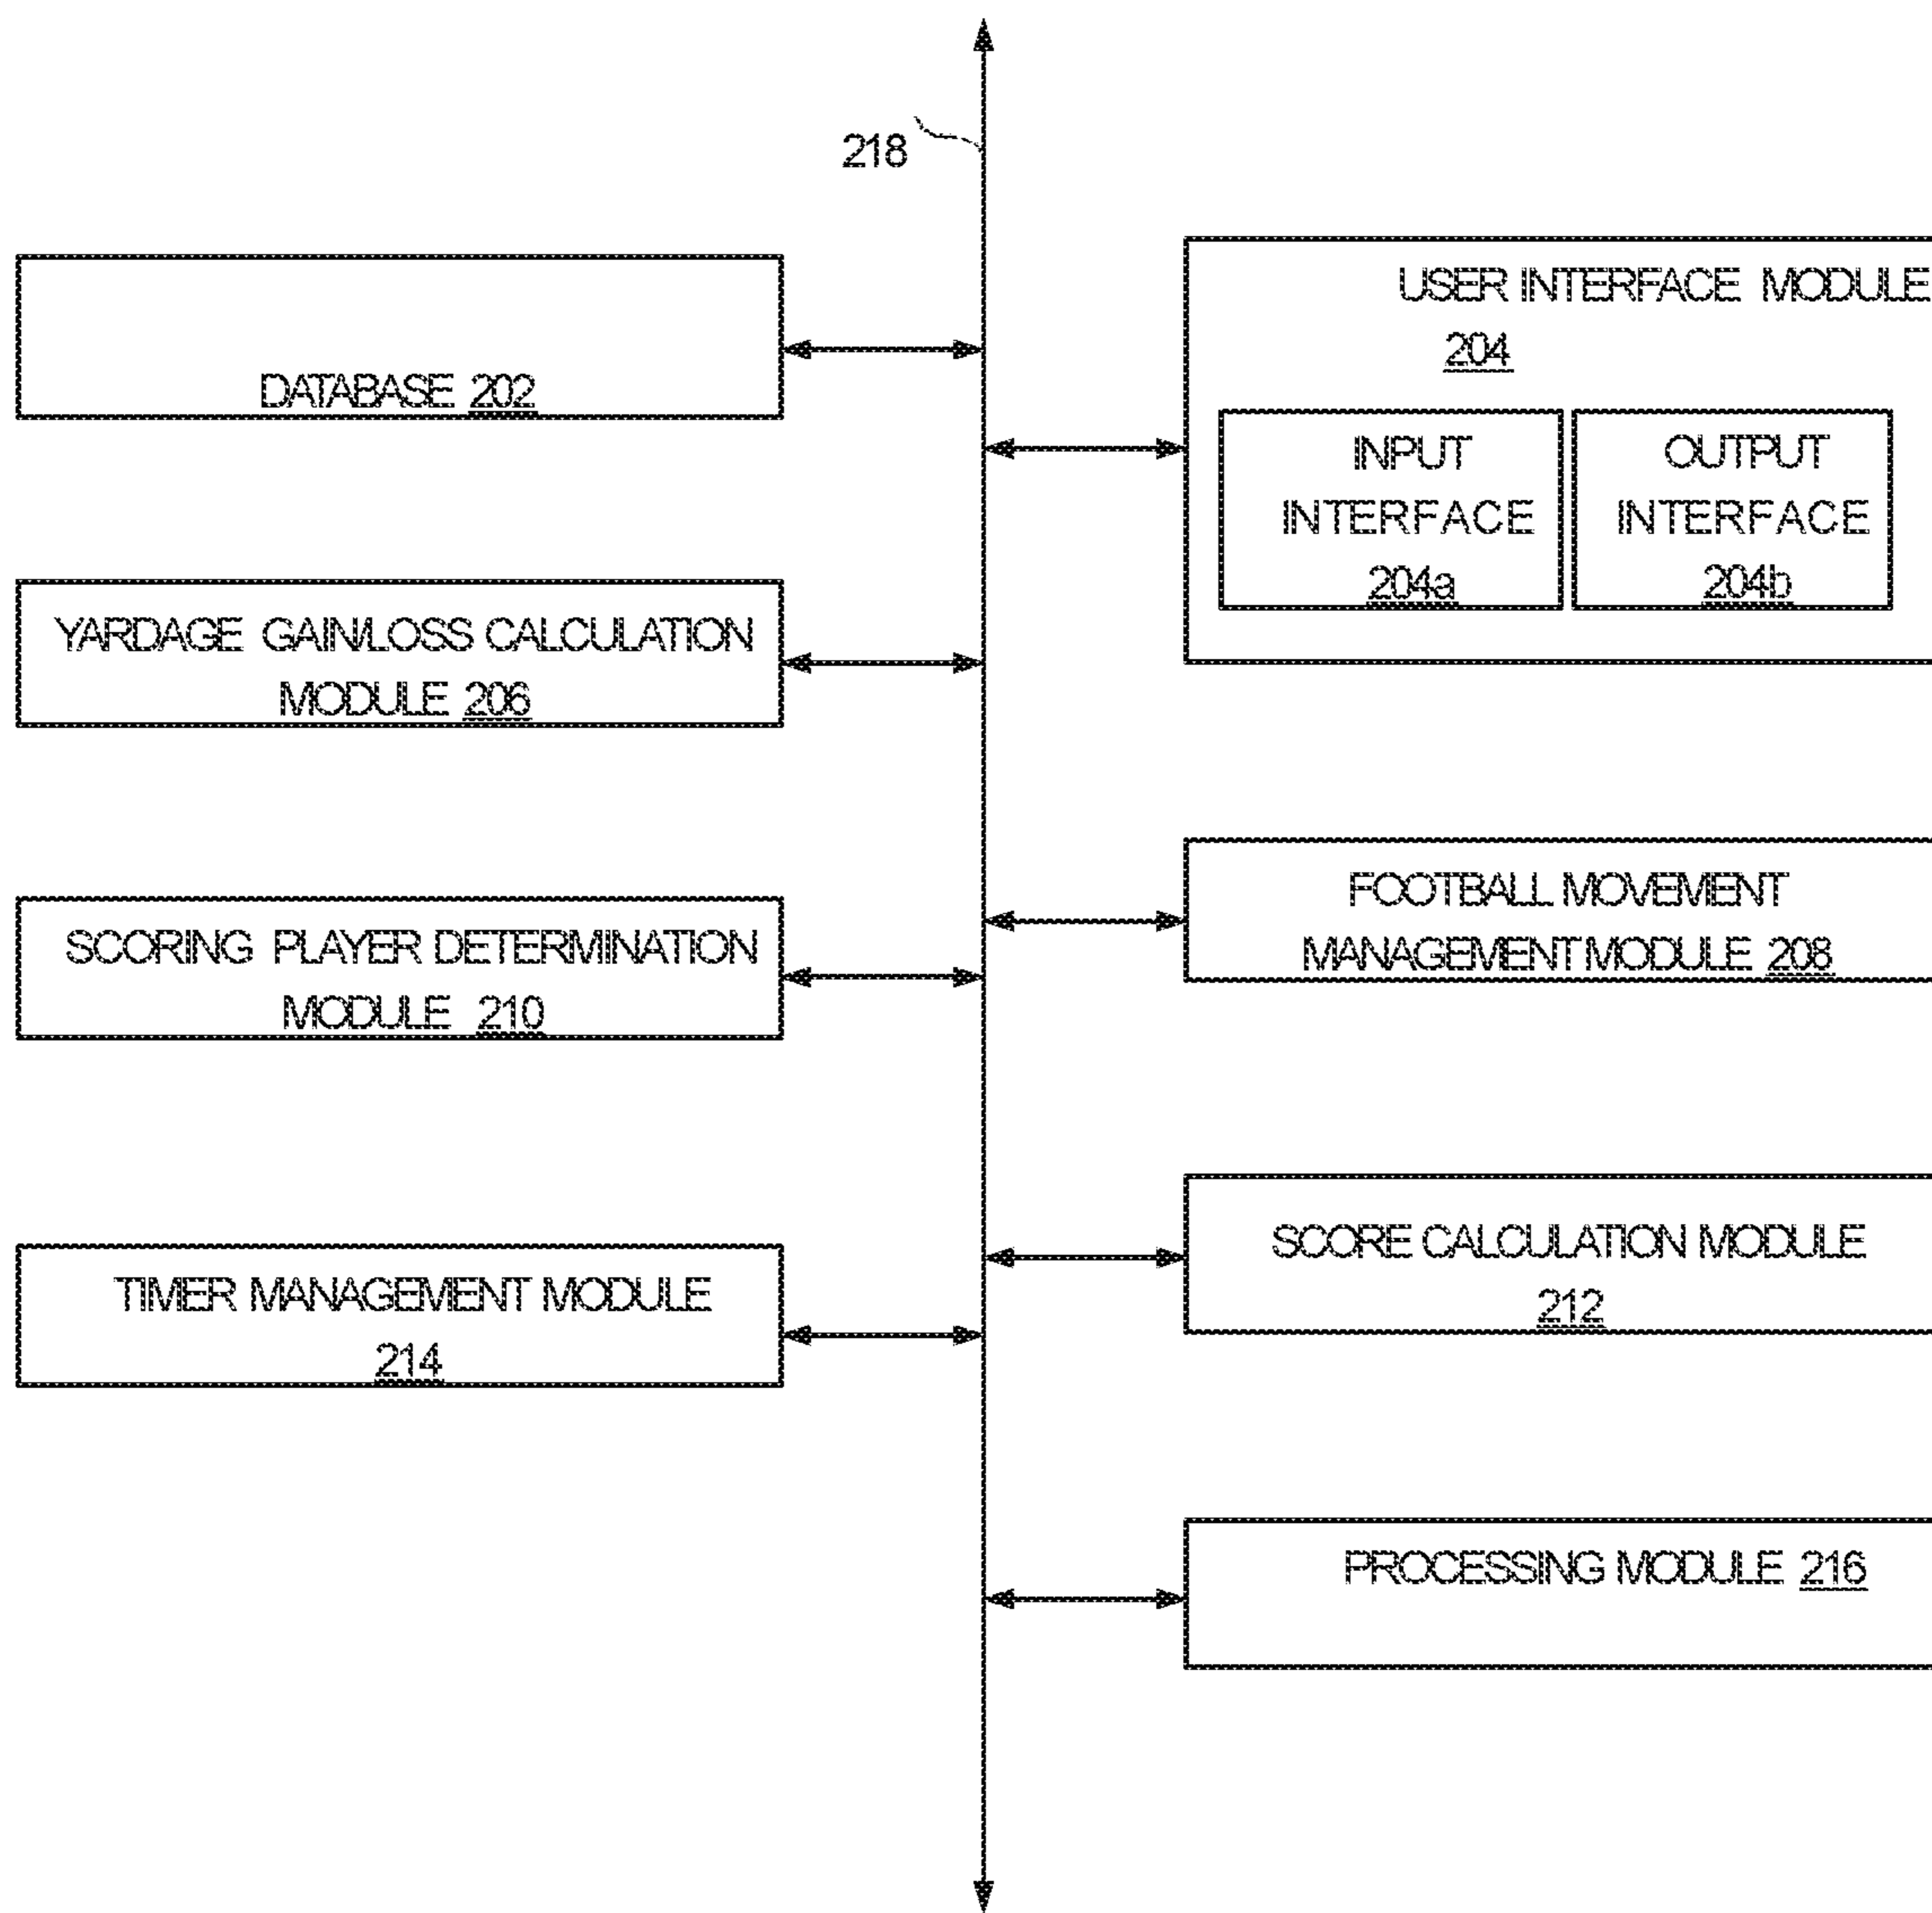 218
DATABASE 202
USER INTERFACE MODULE
204
INPUT
INTERFACE
204a
OUTPUT
INTERFACE
204b
YARDAGE GAIN/LOSS CALCULATION
MODULE 206
FOOTBALL MOVEMENT
MANAGEMENT MODULE 208
SCORING PLAYER DETERMINATION
MODULE 210
SCORE CALCULATION MODULE
212
TIMER MANAGEMENT MODULE
214
PROCESSING MODULE 216